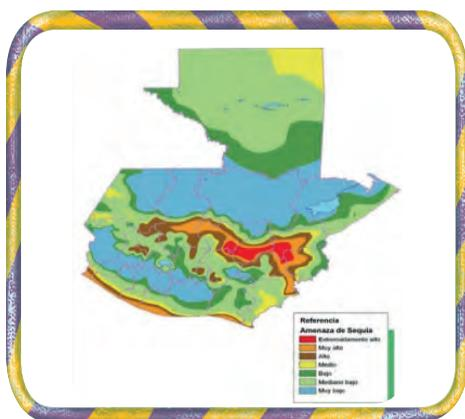 Referencia
Amenaza de Sequía
Extremadamente alto
Muy alto
Alto
Medio
Bajo
Mediano bajo
Muy bajo